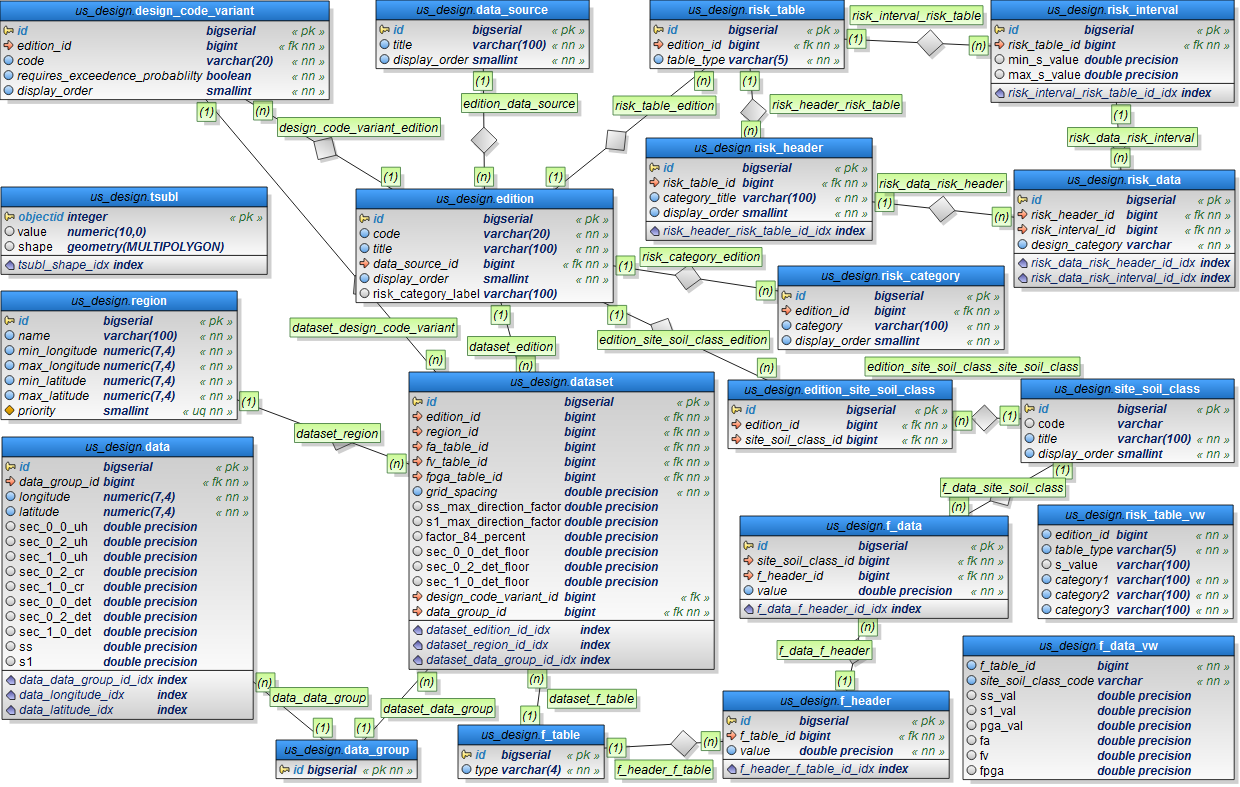 us_design.design_code_variant
id bigserial « pk »
edition_id bigint « fk nn »
code varchar(20) « nn »
requires_exceedence_probablilty boolean « nn »
display_order smallint « nn »
us_design.data_source
id bigserial « pk »
title varchar(100) « nn »
display_order smallint « nn »
us_design.risk_table
id bigserial « pk »
edition_id bigint « fk nn »
table_type varchar(5) « nn »
risk_interval_risk_table
(1)
(n)
us_design.risk_interval
id bigserial « pk »
risk_table_id bigint « fk nn »
min_s_value double precision
max_s_value double precision
risk_interval_risk_table_id_idx index
(1)
(n)
design_code_variant_edition
(1)
(1)
edition_data_source
(n)
(n)
risk_table_edition
(1)
(1)
risk_header_risk_table
(n)
(1)
risk_data_risk_interval
(n)
us_design.tsubl
objectid integer « pk »
value numeric(10,0)
shape geometry(MULTIPOLYGON)
tsubl_shape_idx index
us_design.edition
id bigserial « pk »
code varchar(20) « nn »
title varchar(100) « nn »
data_source_id bigint « fk nn »
display_order smallint « nn »
risk_category_label varchar(100)
us_design.risk_header
id bigserial « pk »
risk_table_id bigint « fk nn »
category_title varchar(100) « nn »
display_order smallint « nn »
risk_header_risk_table_id_idx index
risk_data_risk_header
(1)
(n)
us_design.risk_data
id bigserial « pk »
risk_header_id bigint « fk nn »
risk_interval_id bigint « fk nn »
design_category varchar « nn »
risk_data_risk_header_id_idx index
risk_data_risk_interval_id_idx index
risk_category_edition
(1)
(n)
us_design.risk_category
id bigserial « pk »
edition_id bigint « fk nn »
category varchar(100) « nn »
display_order smallint « nn »
us_design.region
id bigserial « pk »
name varchar(100) « nn »
min_longitude numeric(7,4) « nn »
max_longitude numeric(7,4) « nn »
min_latitude numeric(7,4) « nn »
max_latitude numeric(7,4) « nn »
priority smallint « uq nn »
dataset_design_code_variant
(n)
(1)
dataset_edition
(n)
(1)
edition_site_soil_class_edition
(n)
edition_site_soil_class_site_soil_class
(1)
dataset_region
(n)
us_design.dataset
id bigserial « pk »
edition_id bigint « fk nn »
region_id bigint « fk nn »
fa_table_id bigint « fk nn »
fv_table_id bigint « fk nn »
fpga_table_id bigint « fk nn »
grid_spacing double precision « nn »
ss_max_direction_factor double precision
s1_max_direction_factor double precision
factor_84_percent double precision
sec_0_0_det_floor double precision
sec_0_2_det_floor double precision
sec_1_0_det_floor double precision
design_code_variant_id bigint « fk »
data_group_id bigint « fk nn »
dataset_edition_id_idx index
dataset_region_id_idx index
dataset_data_group_id_idx index
us_design.edition_site_soil_class
id bigserial « pk »
edition_id bigint « fk nn »
site_soil_class_id bigint « fk nn »
(n)
(1)
us_design.site_soil_class
id bigserial « pk »
code varchar
title varchar(100) « nn »
display_order smallint « nn »
(1)
f_data_site_soil_class
(n)
us_design.data
id bigserial « pk »
data_group_id bigint « fk nn »
longitude numeric(7,4) « nn »
latitude numeric(7,4) « nn »
sec_0_0_uh double precision
sec_0_2_uh double precision
sec_1_0_uh double precision
sec_0_2_cr double precision
sec_1_0_cr double precision
sec_0_0_det double precision
sec_0_2_det double precision
sec_1_0_det double precision
ss double precision
s1 double precision
data_data_group_id_idx index
data_longitude_idx index
data_latitude_idx index
us_design.f_data
id bigserial « pk »
site_soil_class_id bigint « fk nn »
f_header_id bigint « fk nn »
value double precision « nn »
f_data_f_header_id_idx index
us_design.risk_table_vw
edition_id bigint « nn »
table_type varchar(5) « nn »
s_value varchar(100)
category1 varchar(100) « nn »
category2 varchar(100) « nn »
category3 varchar(100) « nn »
(n)
f_data_f_header
(1)
us_design.f_data_vw
f_table_id bigint « nn »
site_soil_class_code varchar « nn »
ss_val double precision
s1_val double precision
pga_val double precision
fa double precision
fv double precision
fpga double precision
(n)
data_data_group
(1)
(n)
dataset_data_group
(1)
(n)
dataset_f_table
(1)
us_design.data_group
id bigserial « pk nn »
us_design.f_table
id bigserial « pk »
type varchar(4) « nn »
(1)
(n)
f_header_f_table
us_design.f_header
id bigserial « pk »
f_table_id bigint « fk nn »
value double precision « nn »
f_header_f_table_id_idx index